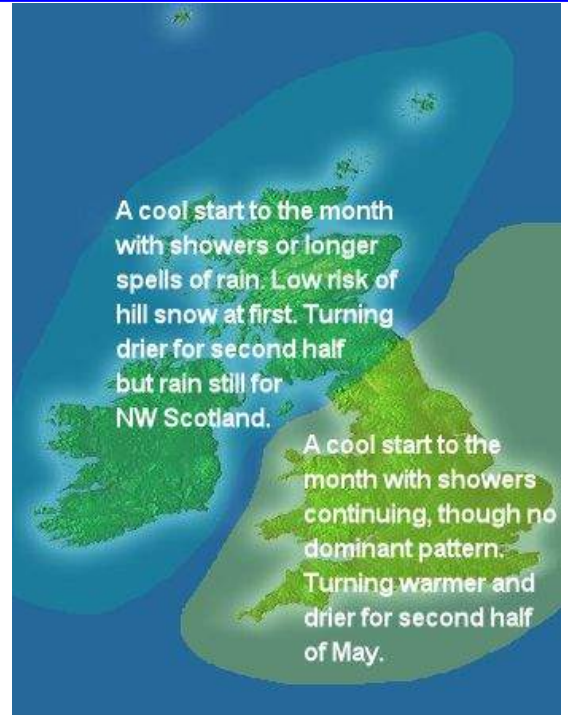 A cool start to the month
with showers or longer
spells of rain. Low risk of
hill snow at first. Turning
drier for second half
but rain still for
NW Scotland.
A cool start to the
month with showers
continuing, though no
dominant pattern.
Turning warmer and
drier for second half
of May.